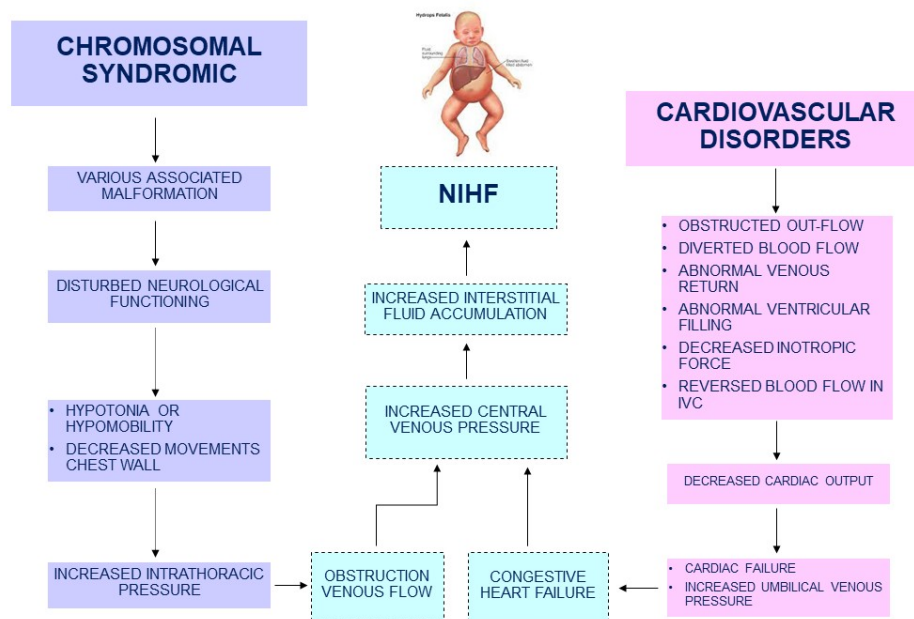 CHROMOSOMAL
SYNDROMIC
VARIOUS ASSOCIATED
MALFORMATION
DISTURBED NEUROLOGICAL
FUNCTIONING
• HYPOTONIA OR
HYPOMOBILITY
• DECREASED MOVEMENTS
CHEST WALL
INCREASED INTRATHORACIC
PRESSURE
OBSTRUCTION
VENOUS FLOW
Hydrops Fetalis
Fluid
surrounding
lungs
NIHF
INCREASED INTERSTITIAL
FLUID ACCUMULATION
INCREASED CENTRAL
VENOUS PRESSURE
CONGESTIVE
HEART FAILURE
CARDIOVASCULAR
DISORDERS
• OBSTRUCTED OUT-FLOW
• DIVERTED BLOOD FLOW
• ABNORMAL VENOUS
RETURN
• ABNORMAL VENTRICULAR
FILLING
• DECREASED INOTROPIC
FORCE
• REVERSED BLOOD FLOW IN
IVC
DECREASED CARDIAC OUTPUT
• CARDIAC FAILURE
• INCREASED UMBILICAL VENOUS
PRESSURE